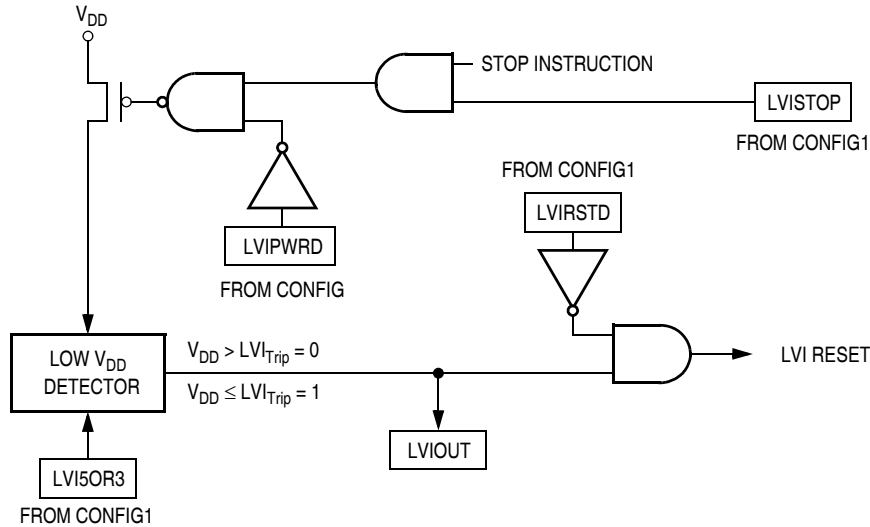 VDD
STOP INSTRUCTION
LVISTOP
FROM CONFIG1
FROM CONFIG1
LVIRSTD
LVIPWRD
FROM CONFIG
LOW VDD
DETECTOR
VDD > LVITrip = 0
VDD ≤ LVITrip = 1
LVI RESET
LVIOUT
LVI5OR3
FROM CONFIG1